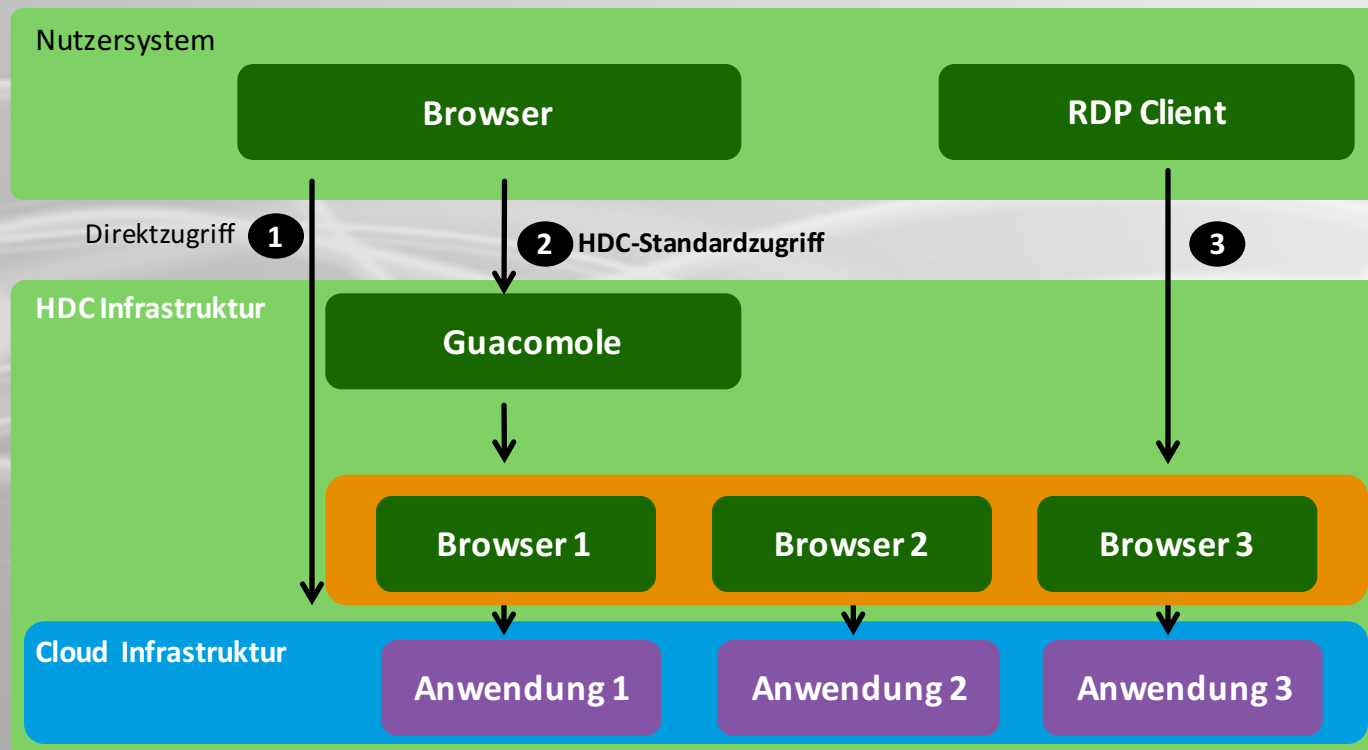 Nutzersystem
Browser
RDP Client
Direktzugriff 1
2 HDC-Standardzugriff
3
HDC Infrastruktur
Guacomole
Browser 1
Browser 2
Browser 3
Cloud Infrastruktur
Anwendung 1
Anwendung 2
Anwendung 3